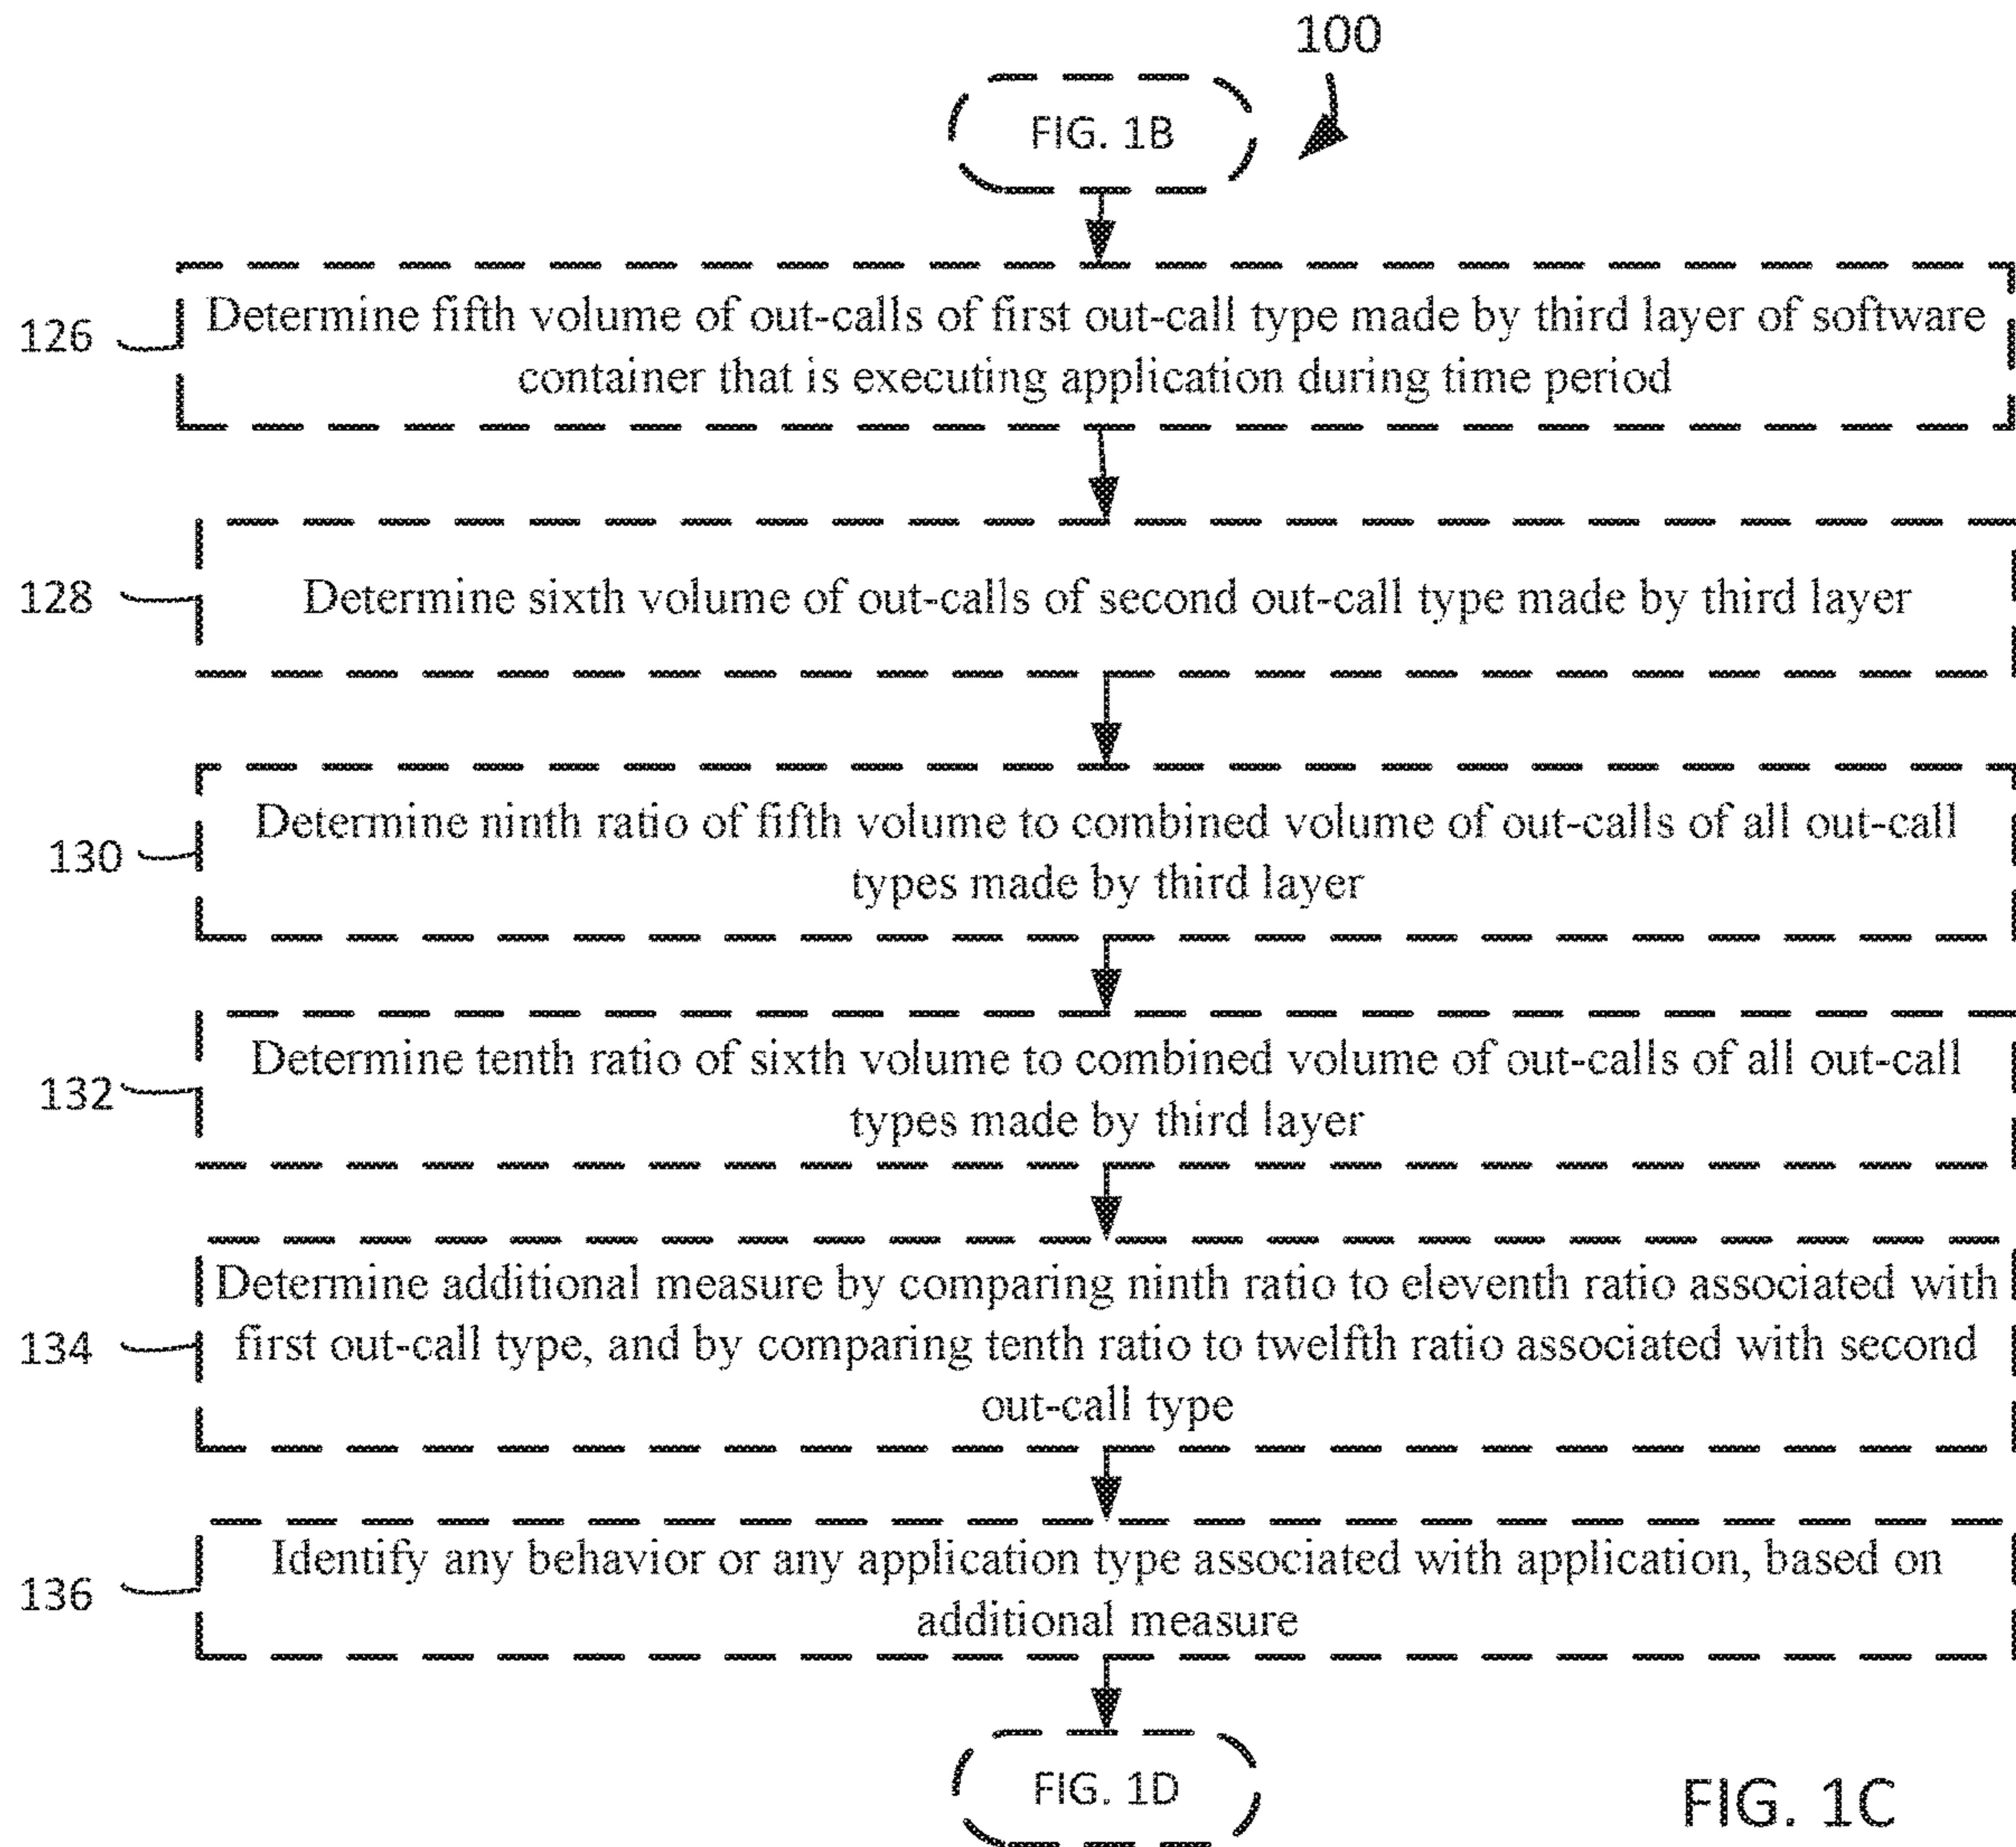 100
FIG. 1B
126
Determine fifth volume of out-calls of first out-call type made by third layer of software
container that is executing application during time period
128
Determine sixth volume of out-calls of second out-call type made by third layer
130
Determine ninth ratio of fifth volume to combined volume of out-calls of all out-call
types made by third layer
132
Determine tenth ratio of sixth volume to combined volume of out-calls of all out-call
types made by third layer
134
Determine additional measure by comparing ninth ratio to eleventh ratio associated with
first out-call type, and by comparing tenth ratio to twelfth ratio associated with second
out-call type
136
Identify any behavior or any application type associated with application, based on
additional measure
FIG. 1D
FIG. 1C